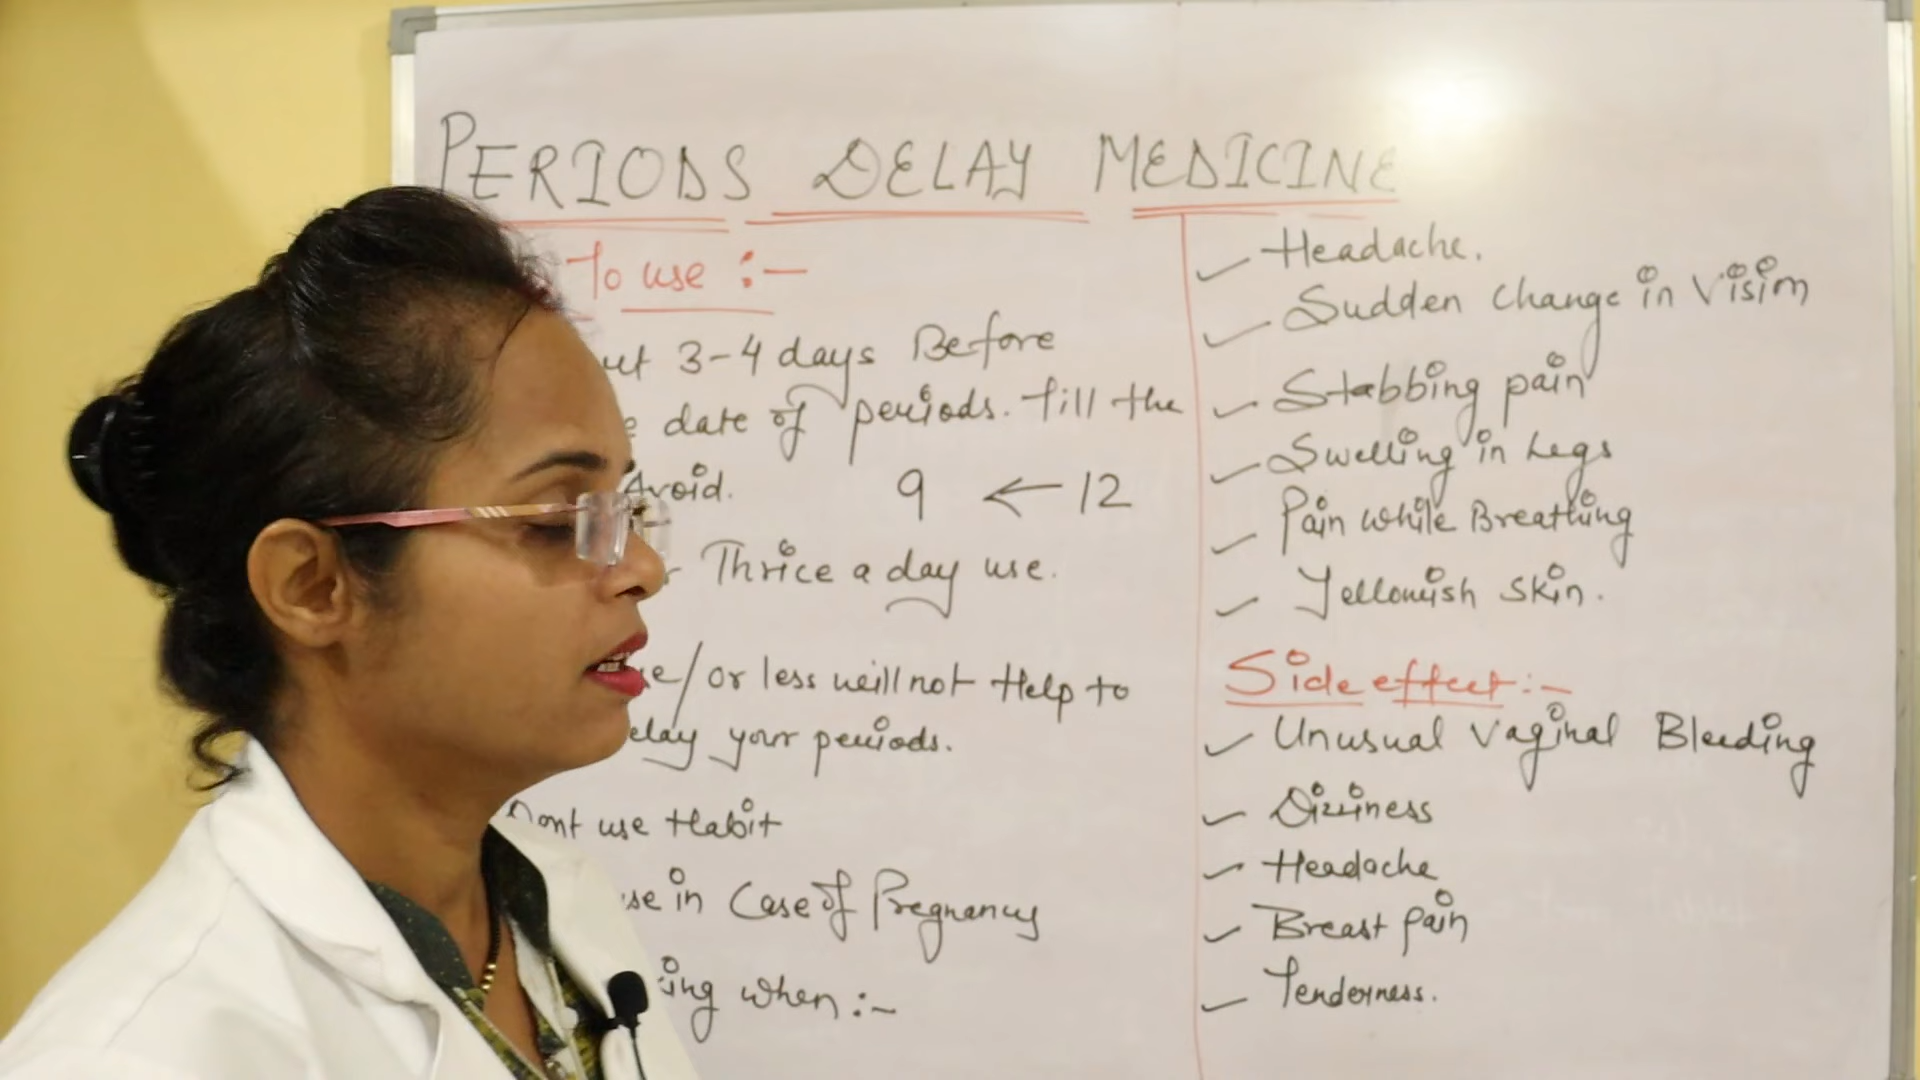 PERIODS DELAY MEDICINE
To use :-
3-4 days Before
date of periods. till the
Avoid. 9 ← 12
Thrice a day use.
/or less will not Help to
your periods.
Dont use Habit
in Case of Pregnancy
when :-
Headache.
Sudden Change in Vision
Stabbing pain
Swelling in Legs
Pain while Breathing
Yellowish Skin.
Side effect :-
Unusual Vaginal Bleeding
Dizziness
Headache
Breast Pain
Tenderness.